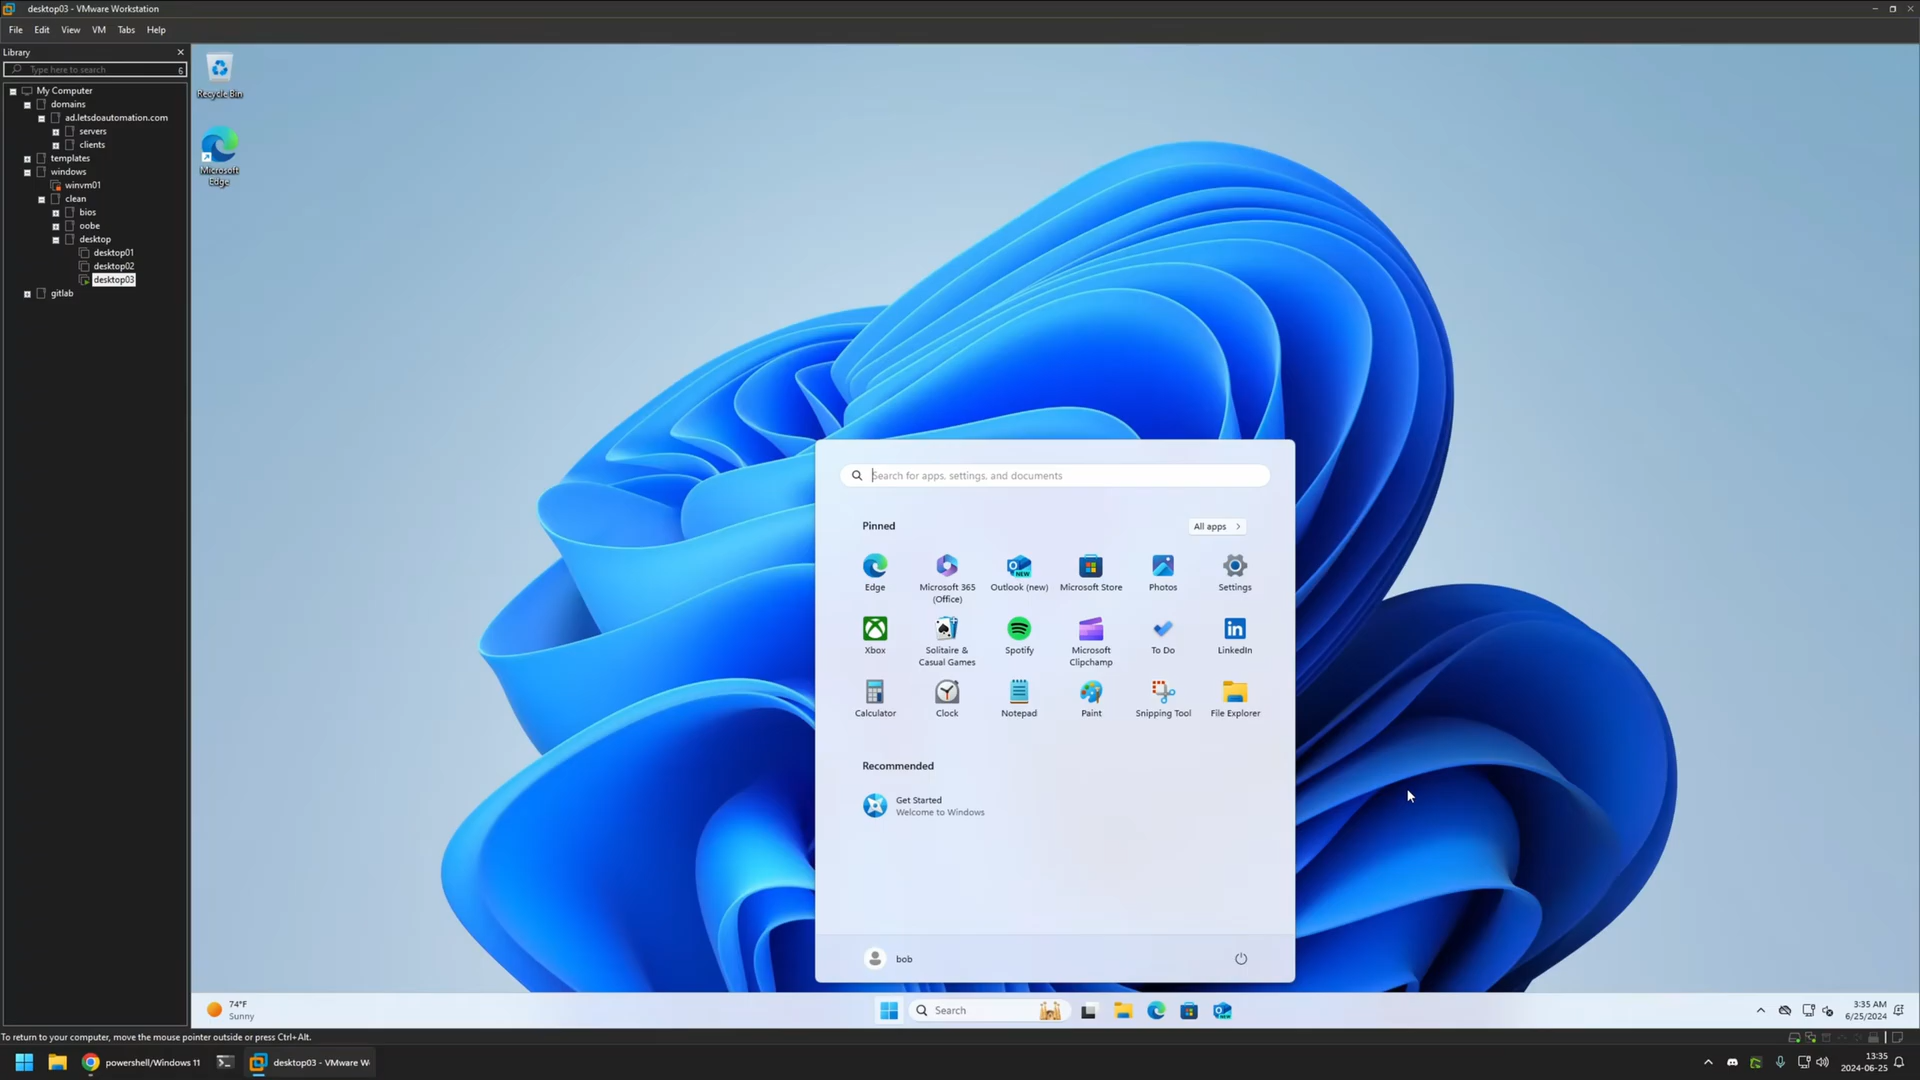 desktop03 - VMware Workstation
File Edit View VM Tabs Help
Library
Type here to search
My Computer
domains
ad.letsdoautomation.com
servers
clients
templates
windows
winvm01
clean
bios
oobe
desktop
desktop01
desktop02
desktop03
gitlab
Recycle Bin
Microsoft
Edge
Search for apps, settings, and documents
Pinned
All apps
Edge
Microsoft 365
(Office)
Outlook (new)
Microsoft Store
Photos
Settings
Xbox
Solitaire &
Casual Games
Spotify
Microsoft
Clipchamp
To Do
LinkedIn
Calculator
Clock
Notepad
Paint
Snipping Tool
File Explorer
Recommended
Get Started
Welcome to Windows
bob
74°F
Sunny
Search
3:35 AM
6/25/2024
To return to your computer, move the mouse pointer outside or press Ctrl+Alt.
powershell/Windows 11
desktop03 - VMware W
13:35
2024-06-25